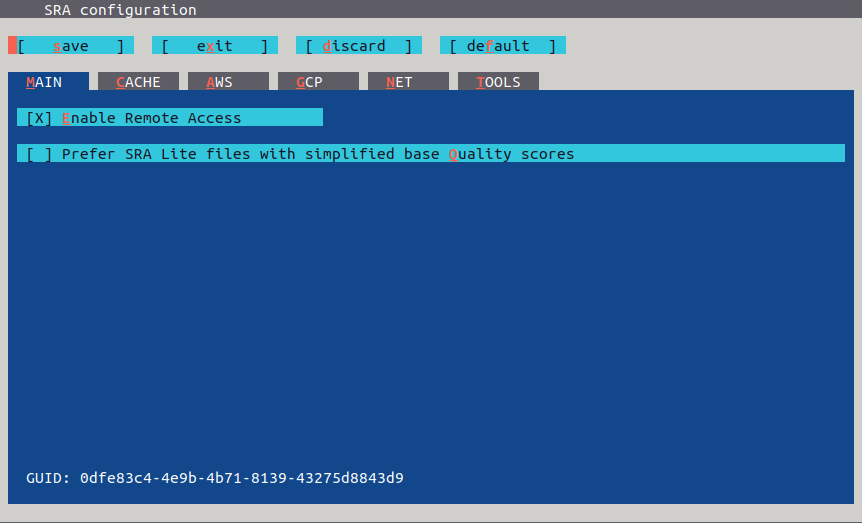 SRA configuration
[   save   ]  [   exit   ]  [ discard  ]  [ default  ]
MAIN  CACHE  AWS  GCP  NET  TOOLS
[X] Enable Remote Access
[ ] Prefer SRA Lite files with simplified base Quality scores
GUID: 0dfe83c4-4e9b-4b71-8139-43275d8843d9